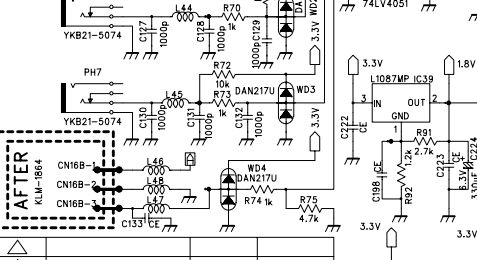 74LV4051
L44
R70
1k
DA
WD2
C127
1000p
C128
1000p
C129
1000p
3.3V
YKB21-5074
PH7
R72
10k
DAN217U
WD3
L45
R73
1k
C130
1000p
C131
1000p
C132
1000p
3.3V
YKB21-5074
3.3V
1.8V
L1087MP IC39
3
IN
OUT
2
GND
1
C222
CE
R91
2.7k
CE
C198
1.2k
R92
C223
CE
6.3V
C224
330uF
AFTER
KLM-1864
CN16B-1
CN16B-2
CN16B-3
L46
L48
L47
C133
CE
WD4
DAN217U
R74
1k
R75
4.7k
3.3V
3.3V